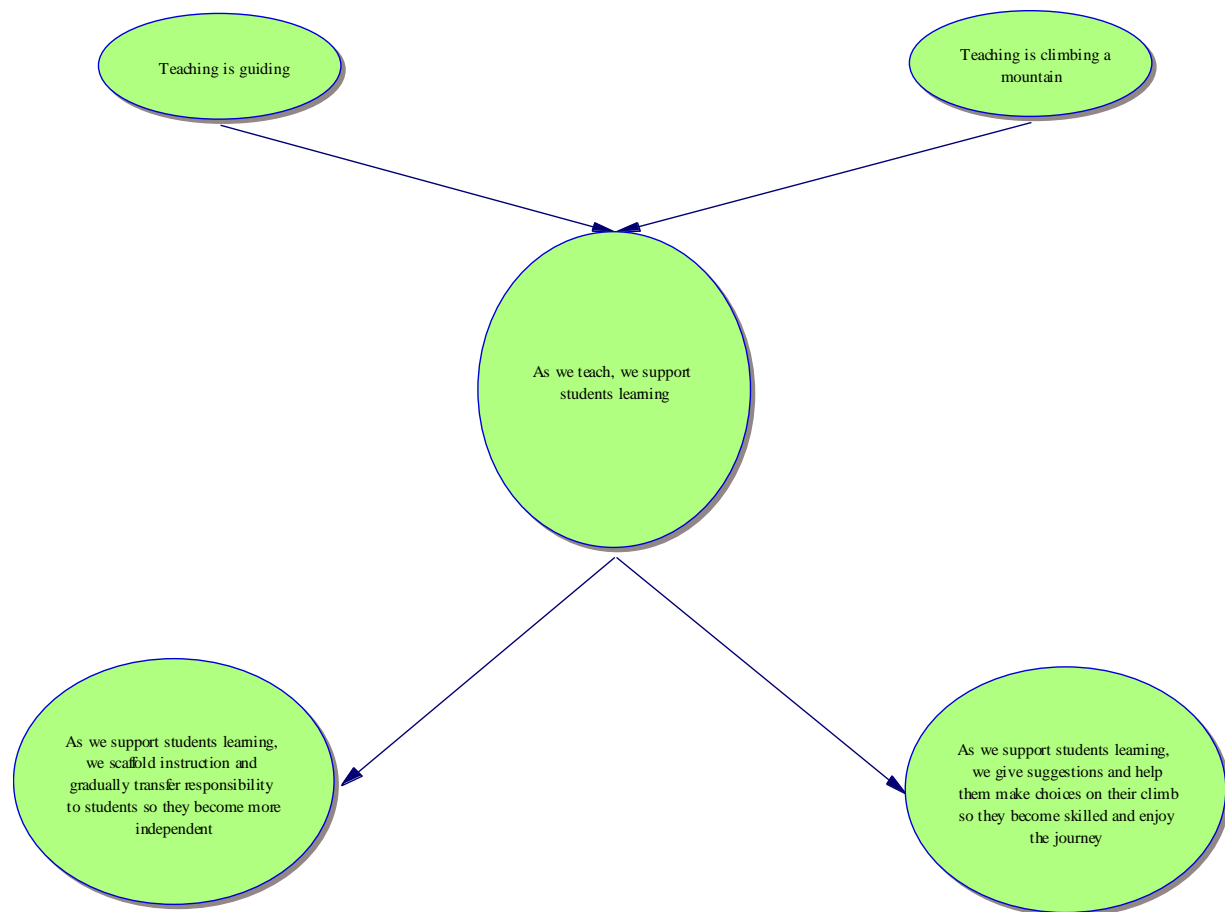 Teaching is guiding
Teaching is climbing a
mountain
As we teach, we support
students learning
As we support students learning,
we scaffold instruction and
gradually transfer responsibility
to students so they become more
independent
As we support students learning,
we give suggestions and help
them make choices on their climb
so they become skilled and enjoy
the journey